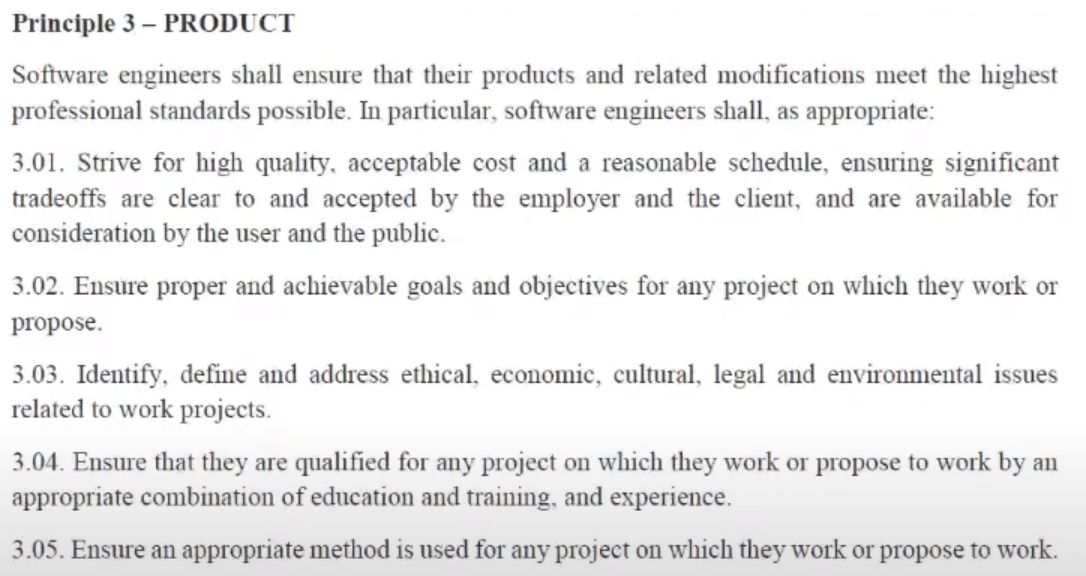 Principle 3 – PRODUCT
Software engineers shall ensure that their products and related modifications meet the highest
professional standards possible. In particular, software engineers shall, as appropriate:
3.01. Strive for high quality, acceptable cost and a reasonable schedule, ensuring significant
tradeoffs are clear to and accepted by the employer and the client, and are available for
consideration by the user and the public.
3.02. Ensure proper and achievable goals and objectives for any project on which they work or
propose.
3.03. Identify, define and address ethical, economic, cultural, legal and environmental issues
related to work projects.
3.04. Ensure that they are qualified for any project on which they work or propose to work by an
appropriate combination of education and training, and experience.
3.05. Ensure an appropriate method is used for any project on which they work or propose to work.